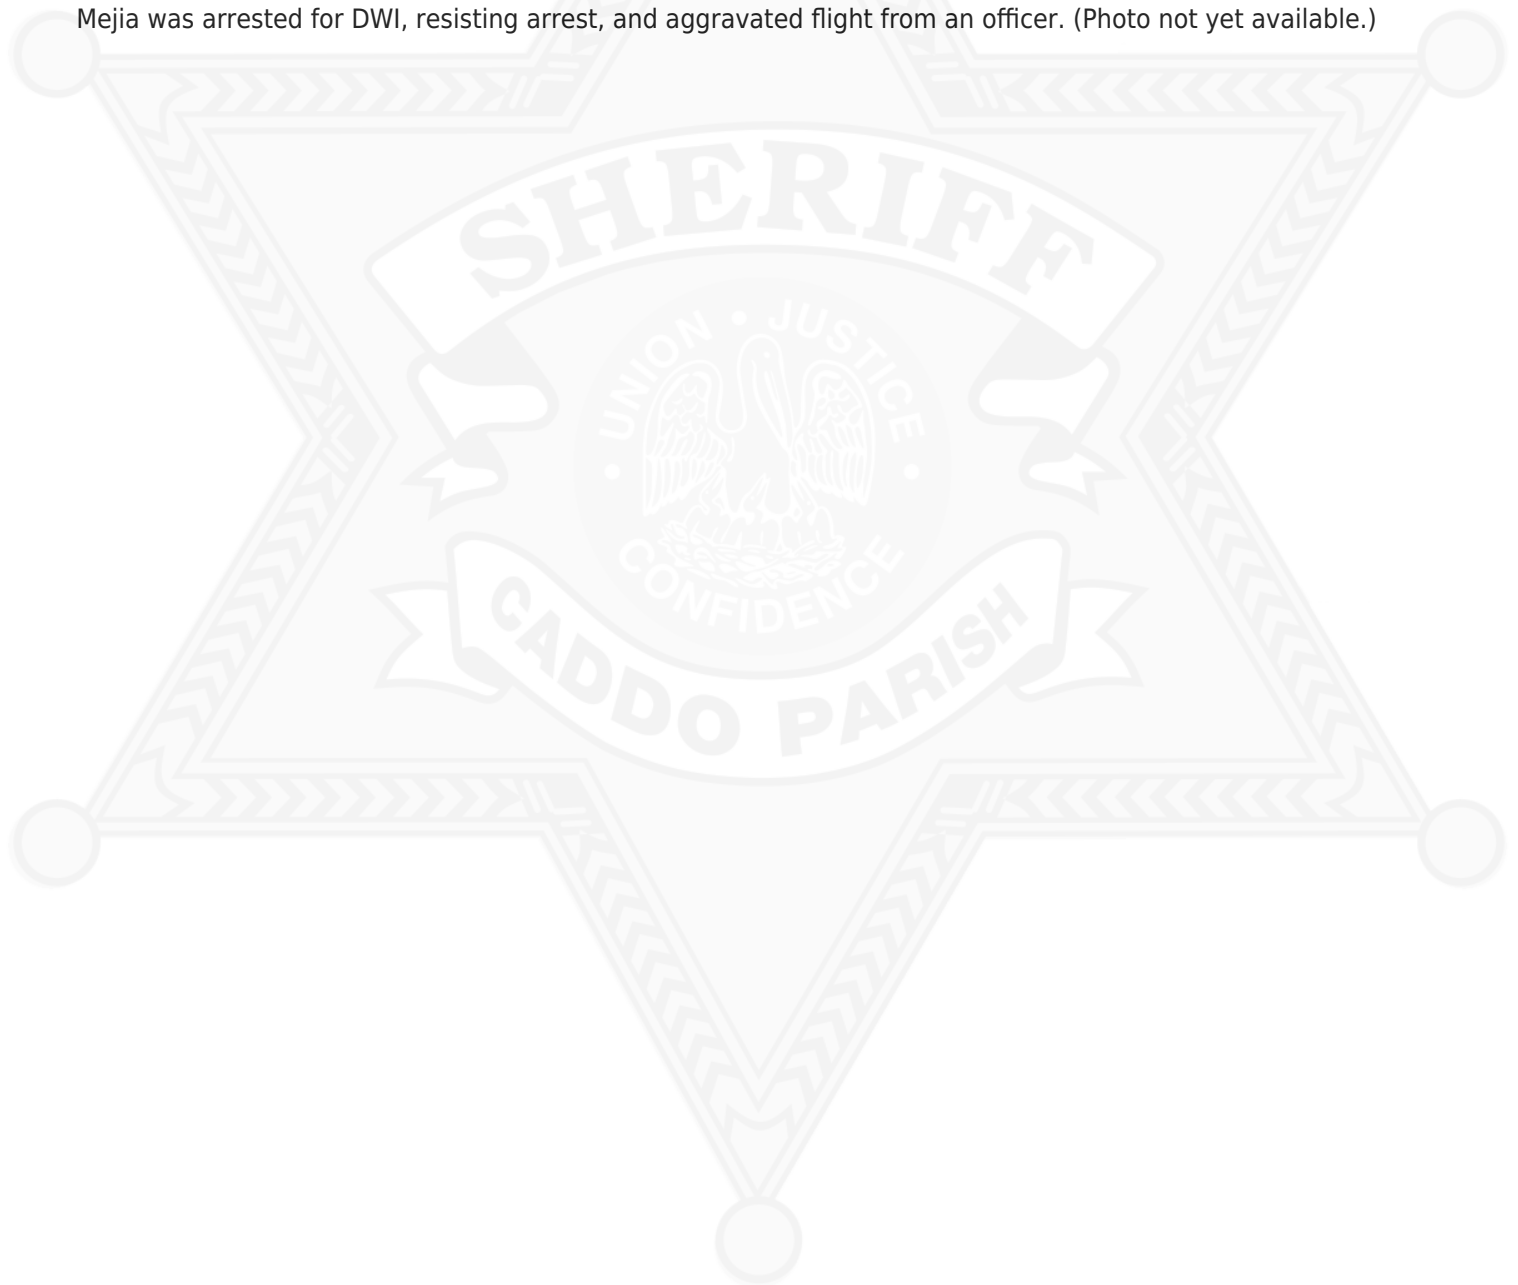 Mejia was arrested for DWI, resisting arrest, and aggravated flight from an officer. (Photo not yet available.)
SHERIFF
UNION • JUSTICE
• CONFIDENCE •
CADDO PARISH